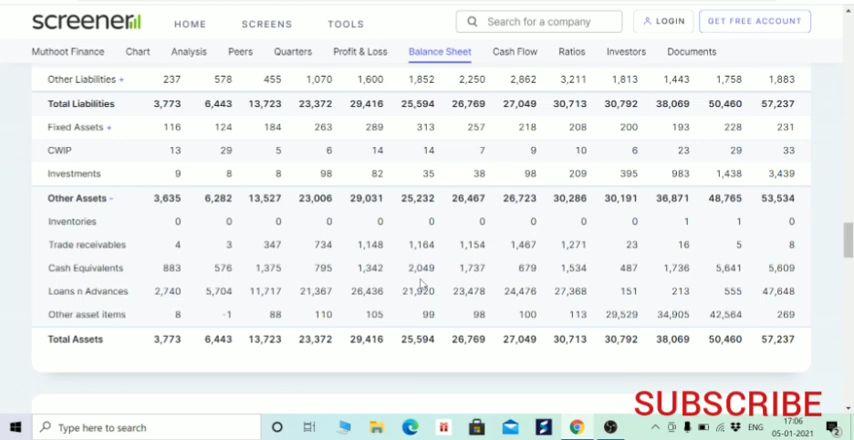 screener HOME SCREENS TOOLS Search for a company LOGIN GET FREE ACCOUNT
Muthoot Finance Chart Analysis Peers Quarters Profit & Loss Balance Sheet Cash Flow Ratios Investors Documents
Other Liabilities + 237 578 455 1,070 1,600 1,852 2,250 2,862 3,211 1,813 1,443 1,758 1,883
Total Liabilities 3,773 6,443 13,723 23,372 29,416 25,594 26,769 27,049 30,713 30,792 38,069 50,460 57,237
Fixed Assets + 116 124 184 263 289 313 257 218 208 200 193 228 231
CWIP 13 29 5 6 14 14 7 9 10 6 23 29 33
Investments 9 8 8 98 82 35 38 98 209 395 983 1,438 3,439
Other Assets - 3,635 6,282 13,527 23,006 29,031 25,232 26,467 26,723 30,286 30,191 36,871 48,765 53,534
Inventories 0 0 0 0 0 0 0 0 0 0 1 1 0
Trade receivables 4 3 347 734 1,148 1,164 1,154 1,467 1,271 23 16 5 8
Cash Equivalents 883 576 1,375 795 1,342 2,049 1,737 679 1,534 487 1,736 5,641 5,609
Loans n Advances 2,740 5,704 11,717 21,367 26,436 21,920 23,478 24,476 27,368 151 213 555 47,648
Other asset items 8 -1 88 110 105 99 98 100 113 29,529 34,905 42,564 269
Total Assets 3,773 6,443 13,723 23,372 29,416 25,594 26,769 27,049 30,713 30,792 38,069 50,460 57,237
SUBSCRIBE
Type here to search ENG 17:06
05-01-2021 2